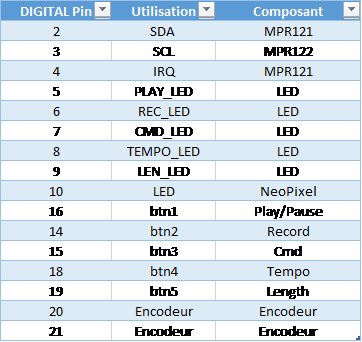 DIGITAL Pin Utilisation Composant
2 SDA MPR121
3 SCL MPR122
4 IRQ MPR121
5 PLAY_LED LED
6 REC_LED LED
7 CMD_LED LED
8 TEMPO_LED LED
9 LEN_LED LED
10 LED NeoPixel
16 btn1 Play/Pause
14 btn2 Record
15 btn3 Cmd
18 btn4 Tempo
19 btn5 Length
20 Encodeur Encodeur
21 Encodeur Encodeur